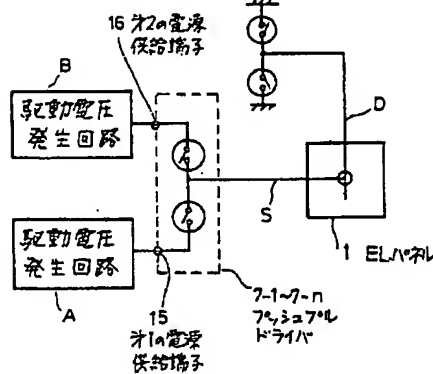 16 第2の電源
供給端子
B
駆動電圧
発生回路
D
S
駆動電圧
発生回路
1 ELパネル
A
15
第1の電源
供給端子
7-1~7-n
プッシュプル
ドライバ